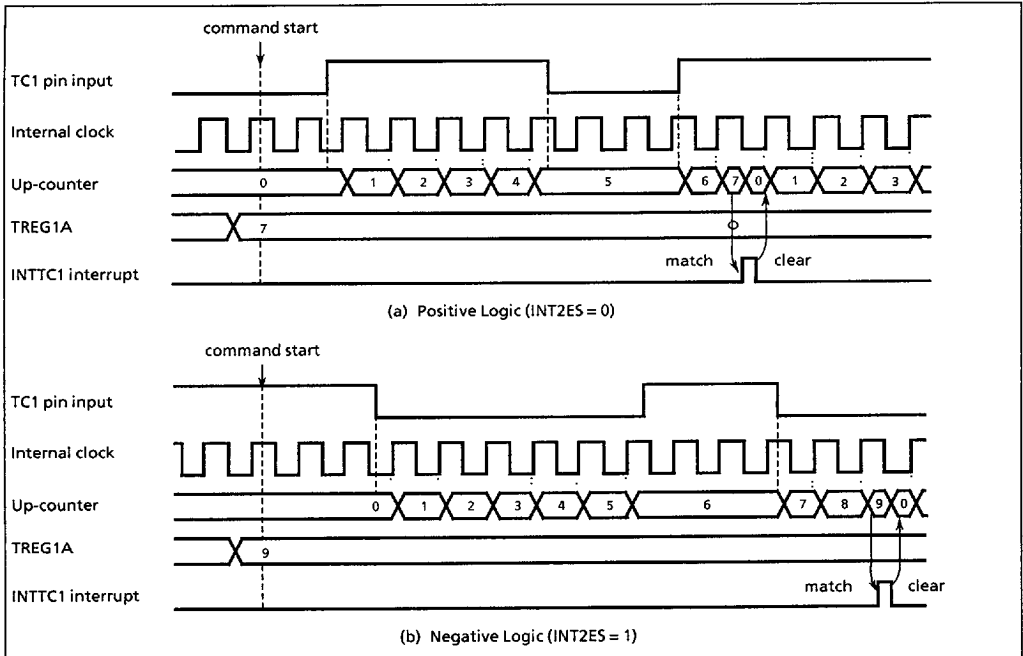 command start
TC1 pin input
Internal clock
Up-counter 0 1 2 3 4 5 6 7 0 1 2 3
TREG1A 7
match clear
INTTC1 interrupt
(a) Positive Logic (INT2ES = 0)
command start
TC1 pin input
Internal clock
Up-counter 0 1 2 3 4 5 6 7 8 9 0
TREG1A 9
match clear
INTTC1 interrupt
(b) Negative Logic (INT2ES = 1)